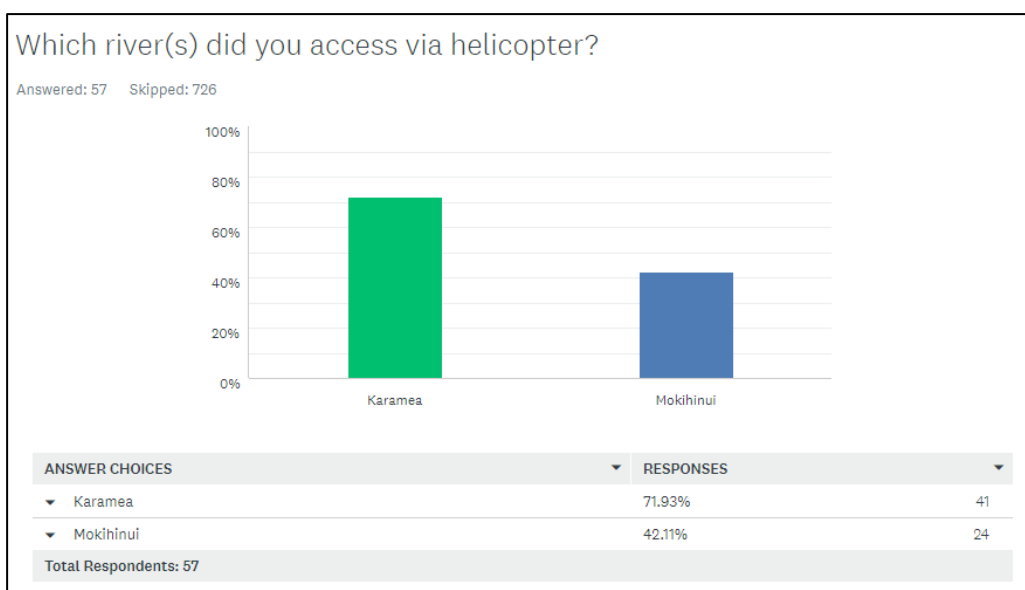 Which river(s) did you access via helicopter?
Answered: 57 Skipped: 726
100%
80%
60%
40%
20%
0%
Karamea Mokihinui
ANSWER CHOICES RESPONSES
Karamea 71.93% 41
Mokihinui 42.11% 24
Total Respondents: 57